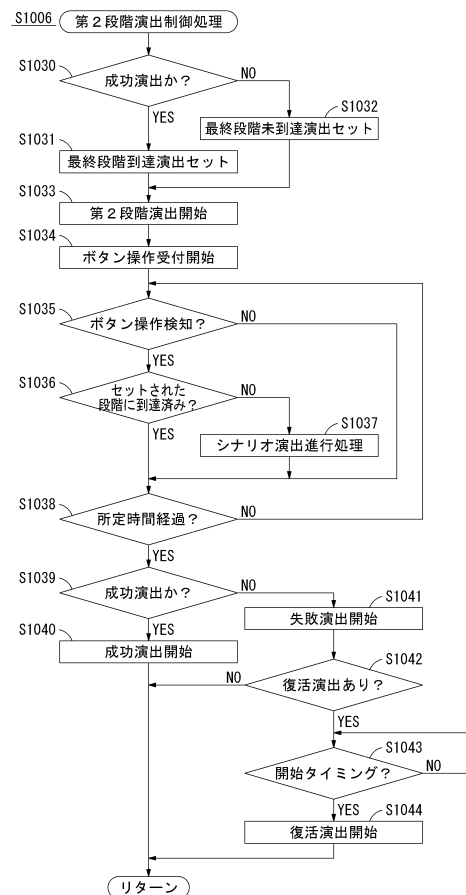 S1006
第２段階演出制御処理
S1030
成功演出か？
NO
YES
S1032
最終段階未到達演出セット
S1031
最終段階到達演出セット
S1033
第２段階演出開始
S1034
ボタン操作受付開始
S1035
ボタン操作検知？
NO
YES
S1036
セットされた
段階に到達済み？
NO
YES
S1037
シナリオ演出進行処理
S1038
所定時間経過？
NO
YES
S1039
成功演出か？
NO
YES
S1041
失敗演出開始
S1040
成功演出開始
S1042
復活演出あり？
NO
YES
S1043
開始タイミング？
NO
YES
S1044
復活演出開始
リターン